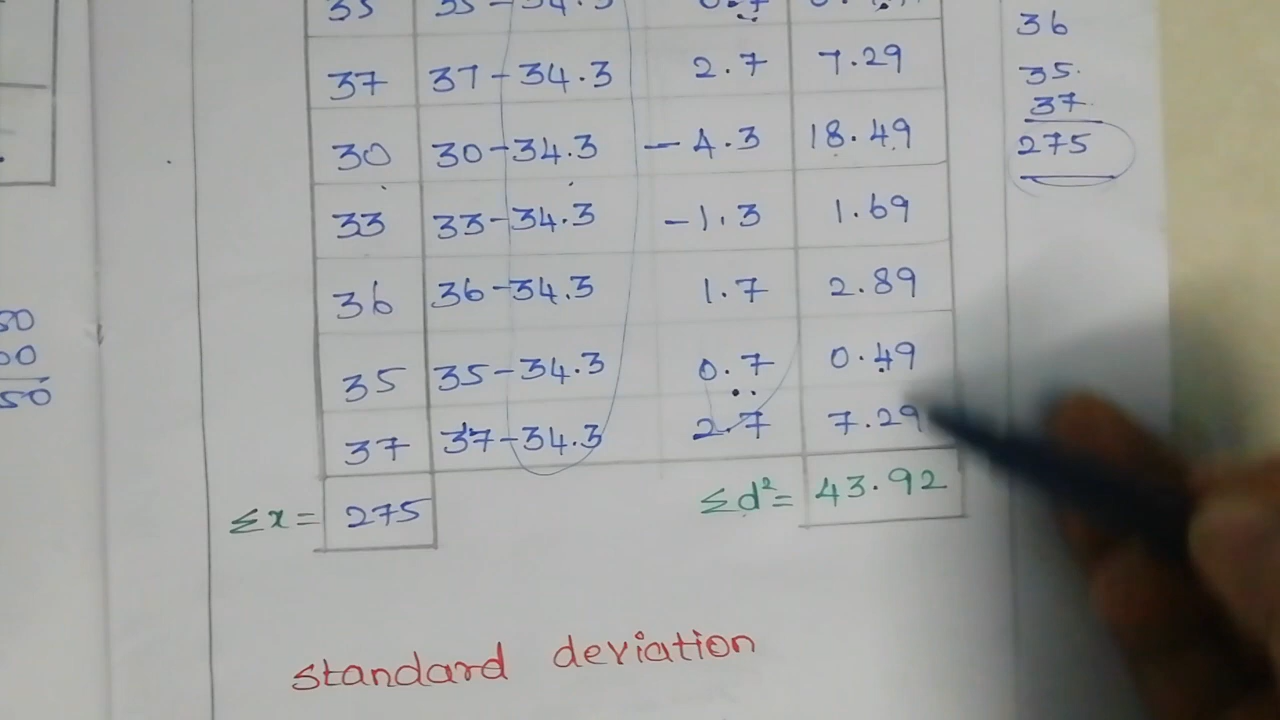 37 37-34.3 2.7 7.29
30 30-34.3 -4.3 18.49
33 33-34.3 -1.3 1.69
36 36-34.3 1.7 2.89
35 35-34.3 0.7 0.49
37 37-34.3 2.7 7.29
Σx= 275 Σd²= 43.92
standard deviation
36
35.
37.
275
50